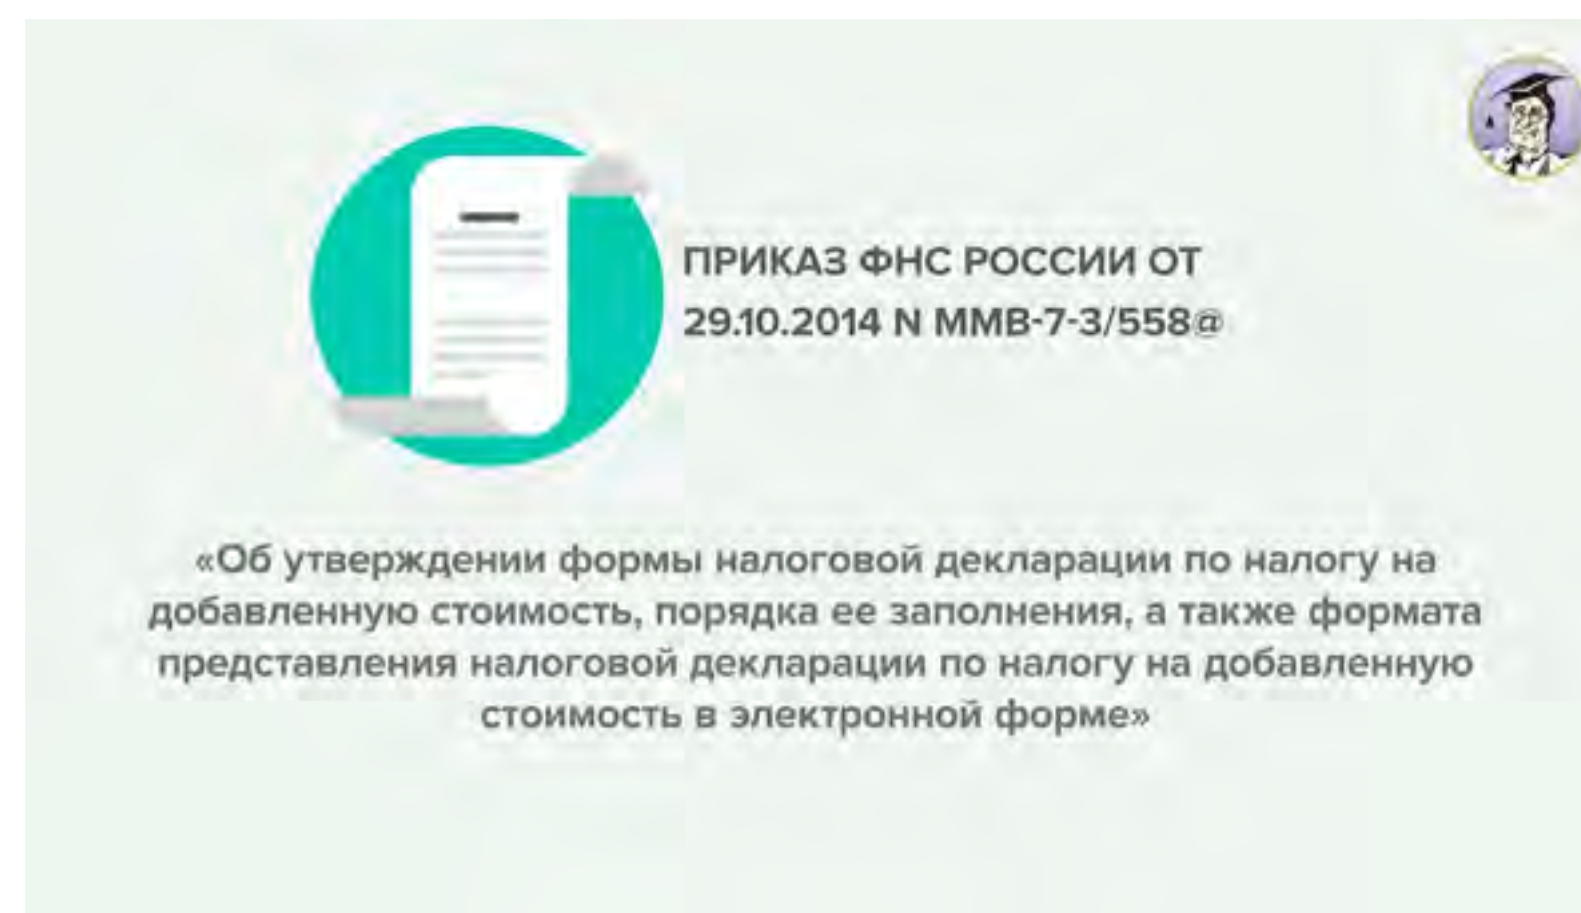 ПРИКАЗ ФНС РОССИИ ОТ
29.10.2014 N ММВ-7-3/558@
«Об утверждении формы налоговой декларации по налогу на
добавленную стоимость, порядка ее заполнения, а также формата
представления налоговой декларации по налогу на добавленную
стоимость в электронной форме»